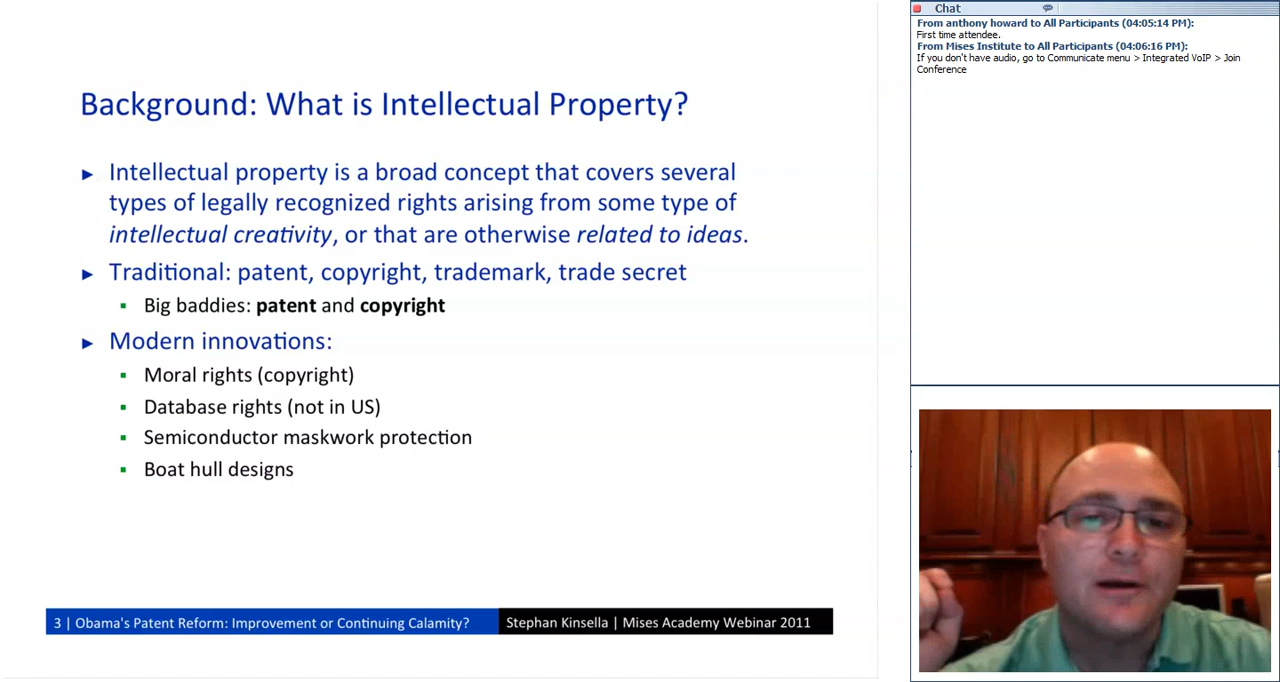 Background: What is Intellectual Property?
► Intellectual property is a broad concept that covers several
types of legally recognized rights arising from some type of
intellectual creativity, or that are otherwise related to ideas.
► Traditional: patent, copyright, trademark, trade secret
▪ Big baddies: patent and copyright
► Modern innovations:
▪ Moral rights (copyright)
▪ Database rights (not in US)
▪ Semiconductor maskwork protection
▪ Boat hull designs
3 | Obama's Patent Reform: Improvement or Continuing Calamity?
Stephan Kinsella | Mises Academy Webinar 2011
Chat
From anthony howard to All Participants (04:05:14 PM):
First time attendee.
From Mises Institute to All Participants (04:06:16 PM):
If you don't have audio, go to Communicate menu > Integrated VoIP > Join
Conference